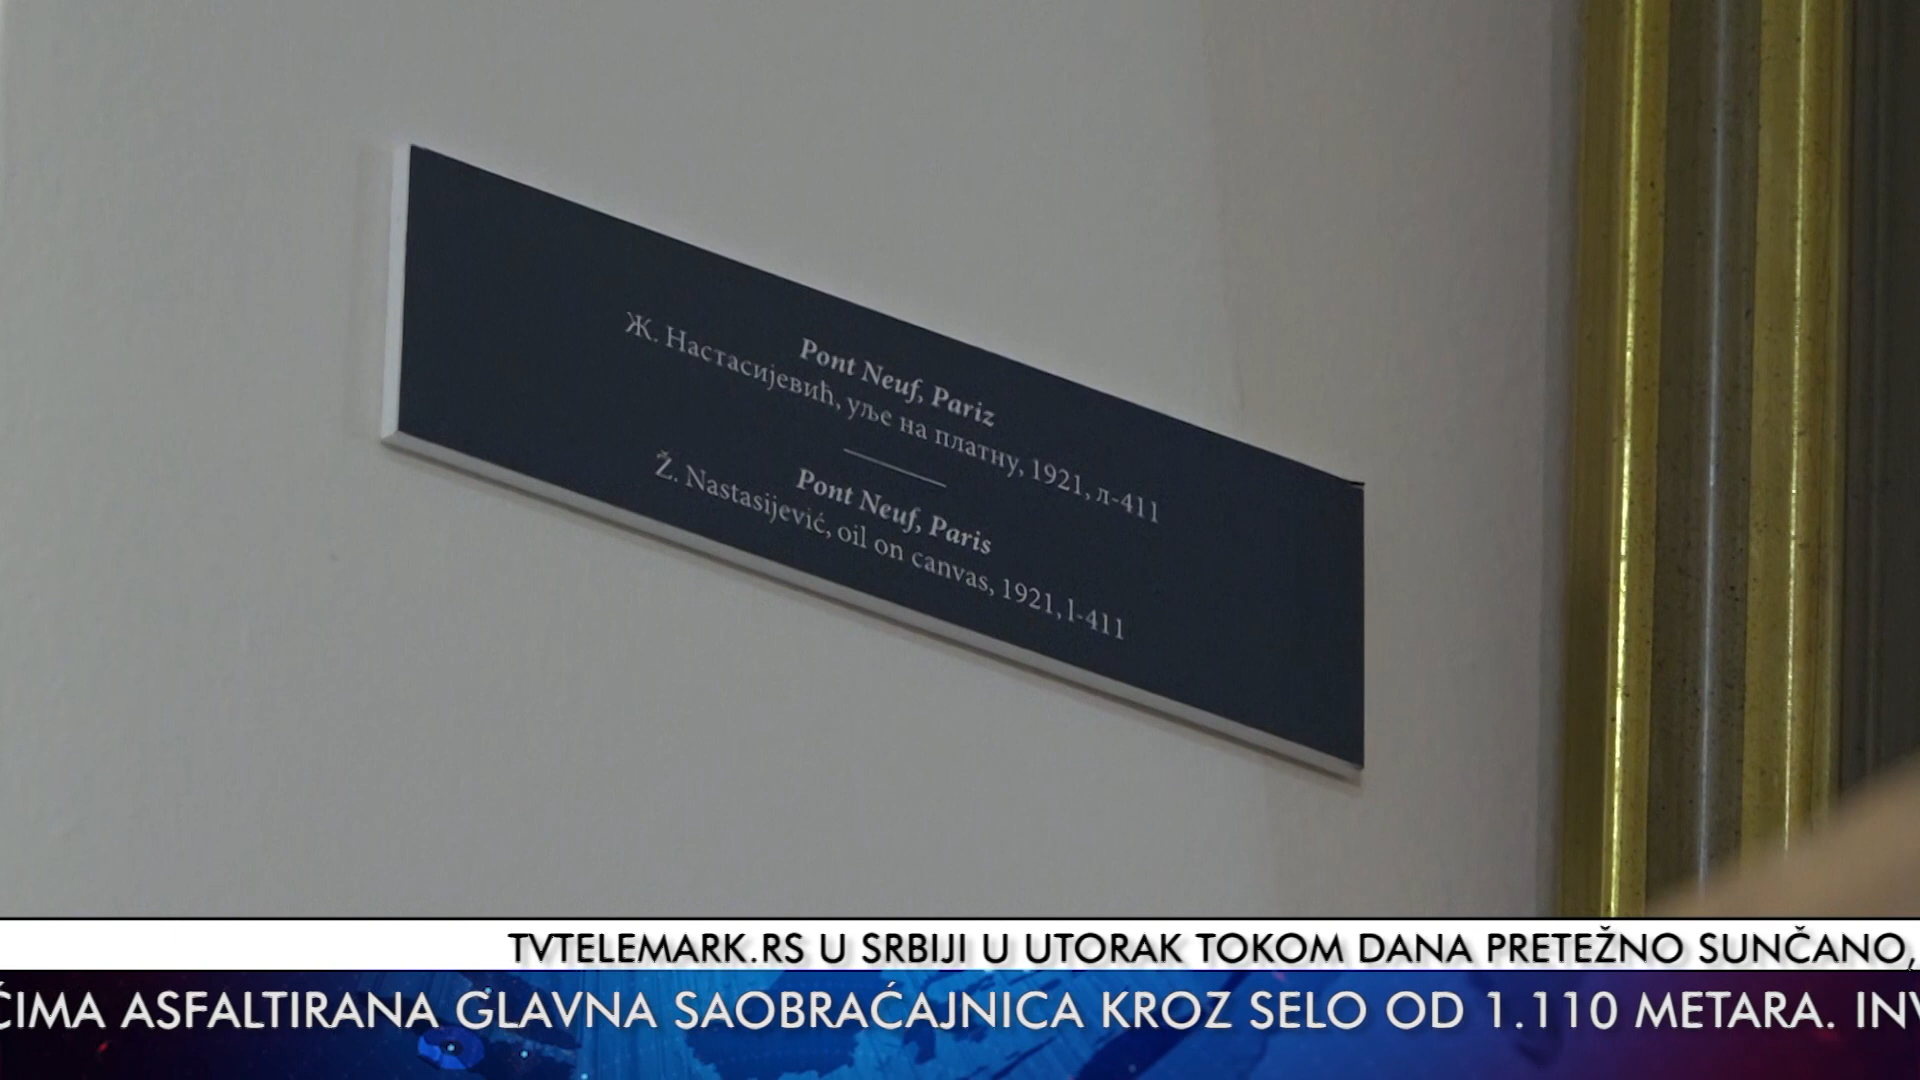 Pont Neuf, Pariz
Ж. Настасијевић, уље на платну, 1921, л-411
Pont Neuf, Paris
Ž. Nastasijević, oil on canvas, 1921, l-411
TVTELEMARK.RS U SRBIJI U UTORAK TOKOM DANA PRETEŽNO SUNČANO,
ASFALTIRANA GLAVNA SAOBRAĆAJNICA KROZ SELO OD 1.110 METARA.